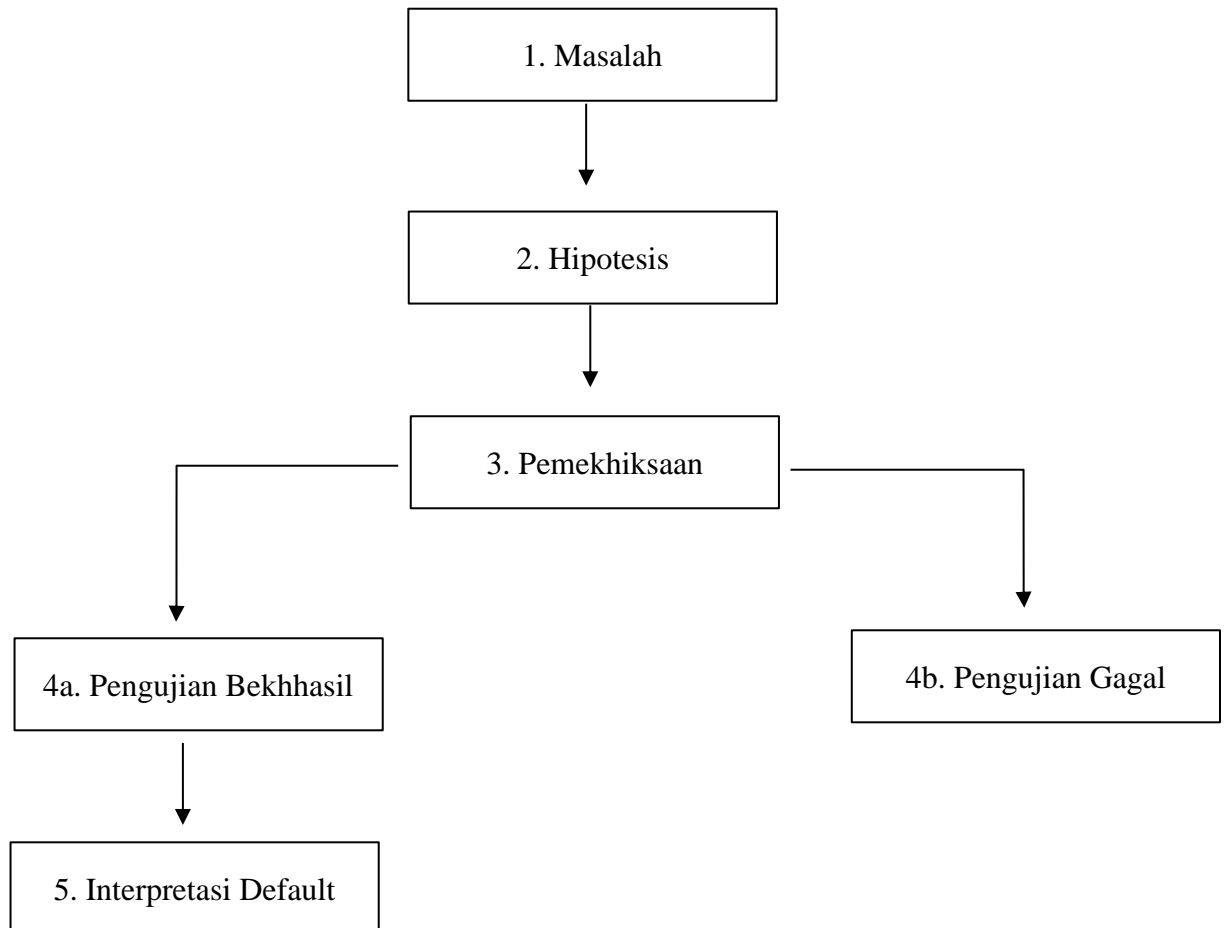 1. Masalah
2. Hipotesis
3. Pemekhiksaan
4a. Pengujian Bekhhasil
4b. Pengujian Gagal
5. Interpretasi Default